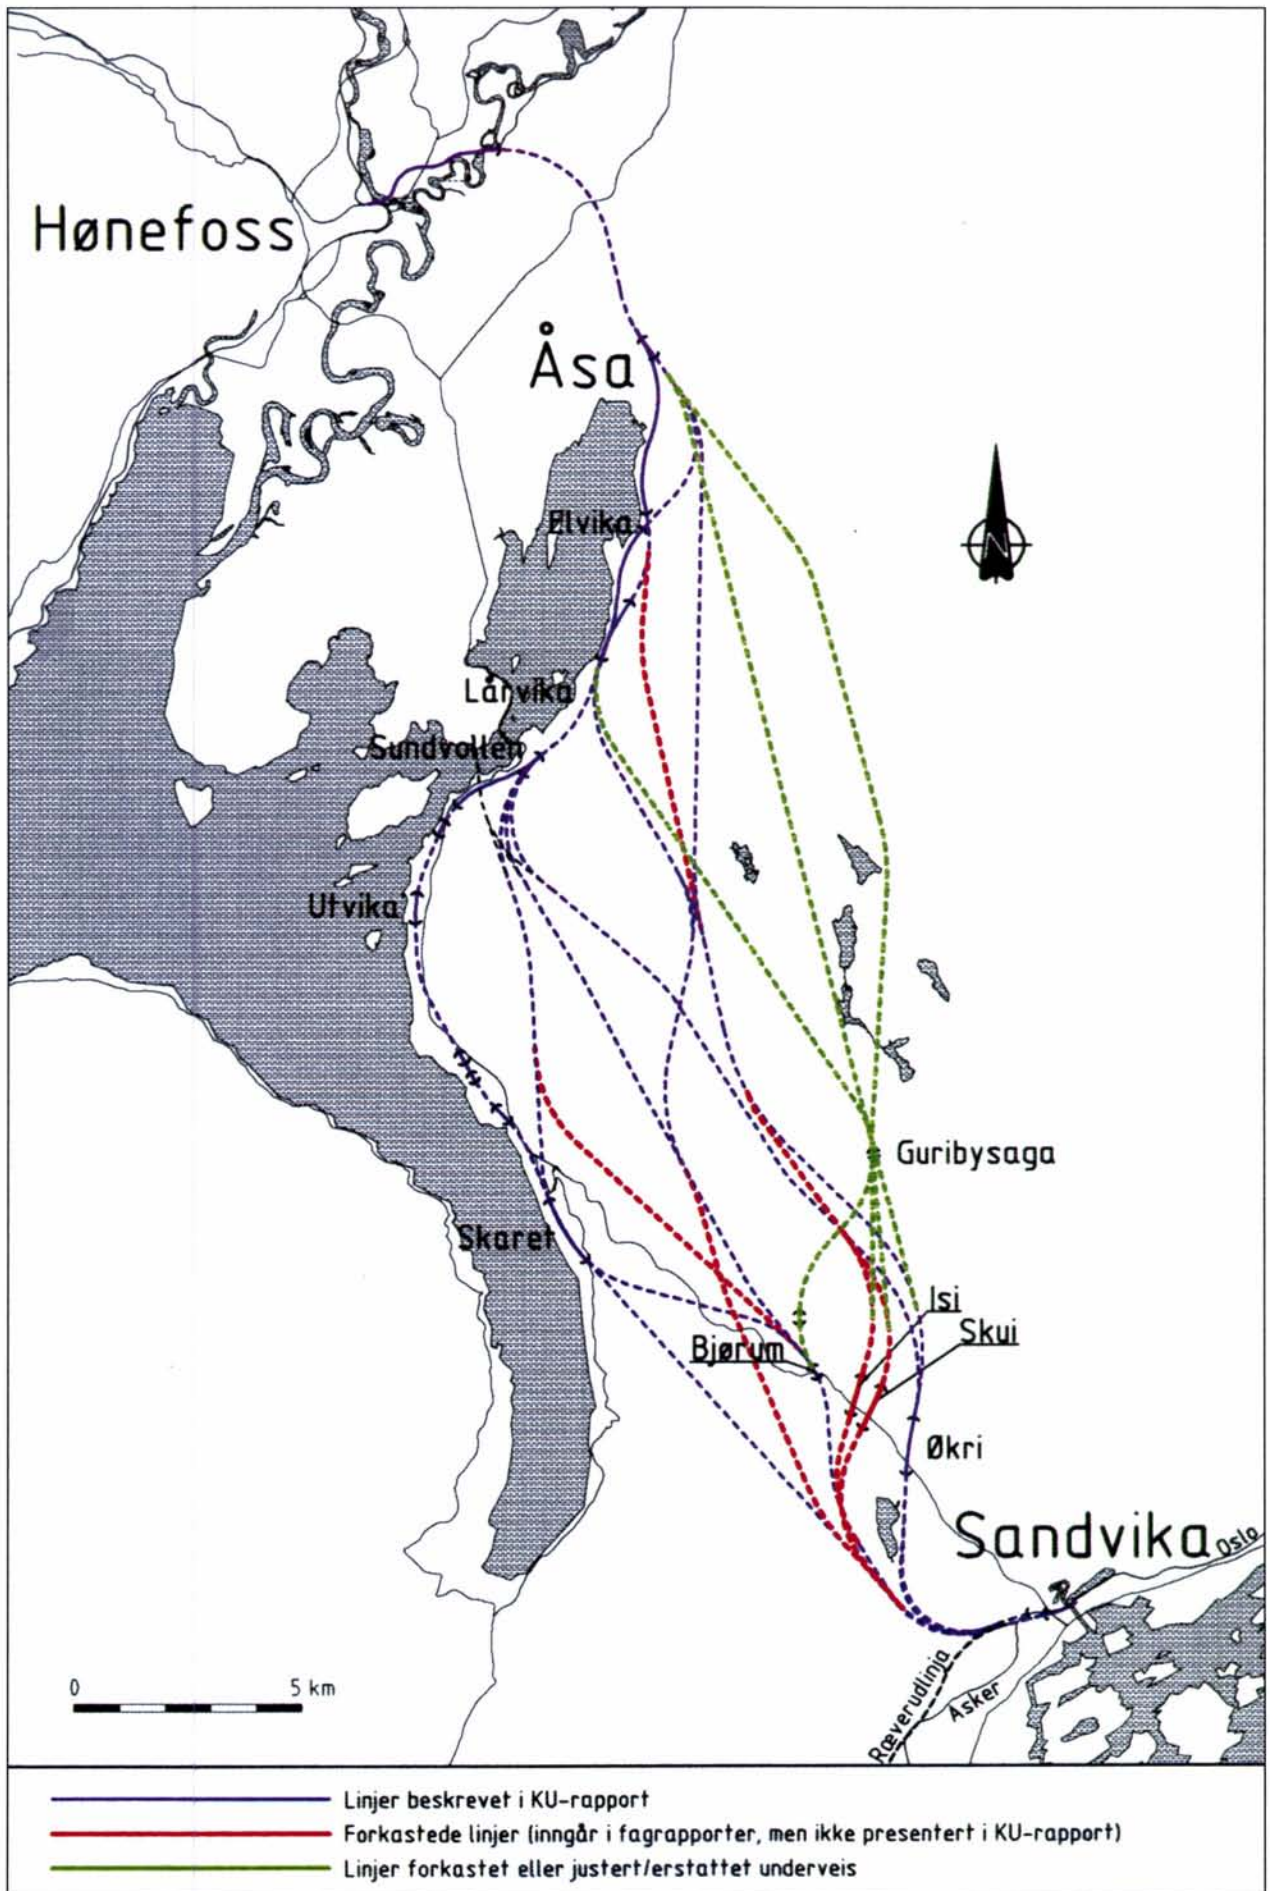 Hønefoss
Åsa
Elvika
N
Lårvika
Sundvollen
Utvika
Guribysaga
Skaret
Isi
Skui
Bjørum
Økri
Sandvika
Oslo
Ræverudlinja
Asker
0 5 km
Linjer beskrevet i KU-rapport
Forkastede linjer (inngår i fagrapporter, men ikke presentert i KU-rapport)
Linjer forkastet eller justert/erstattet underveis